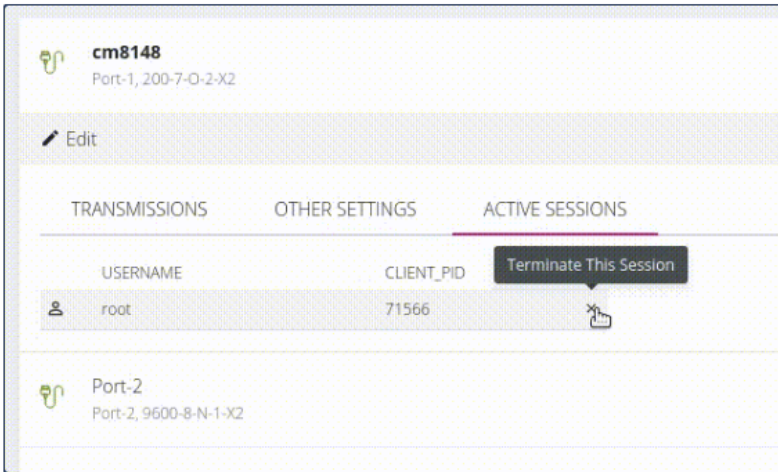 cm8148
Port-1, 200-7-O-2-X2
Edit
TRANSMISSIONS OTHER SETTINGS ACTIVE SESSIONS
Terminate This Session
USERNAME CLIENT_PID
root 71566
Port-2
Port-2, 9600-8-N-1-X2